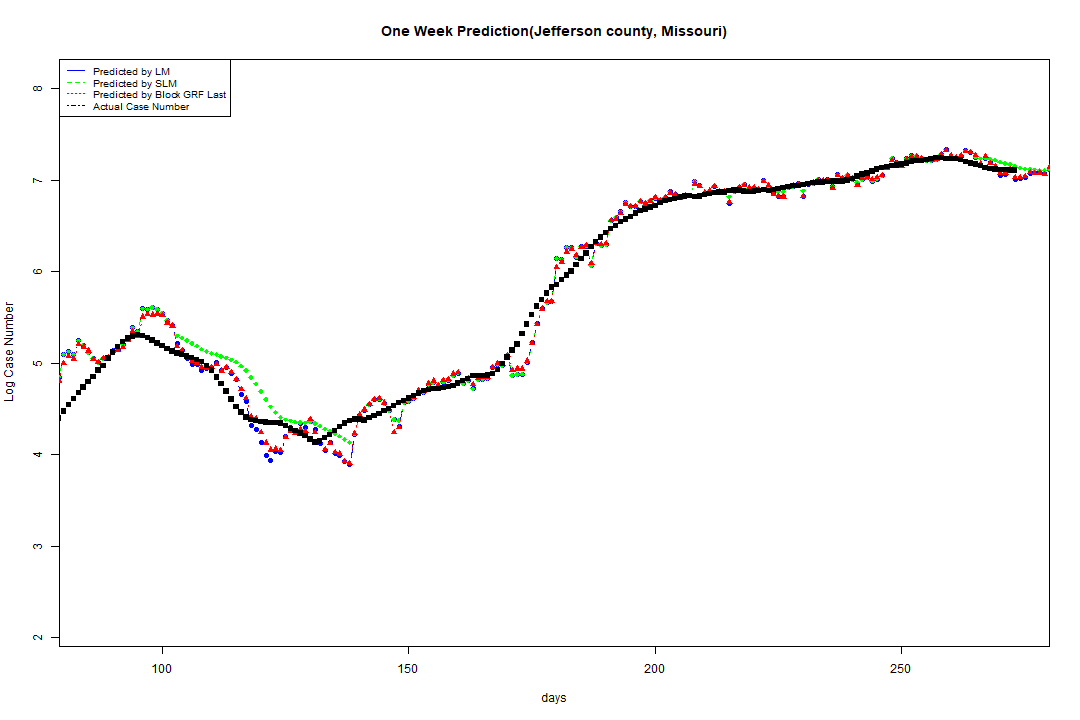 One Week Prediction(Jefferson county, Missouri)
Predicted by LM
Predicted by SLM
Predicted by Block GRF Last
Actual Case Number
8
7
6
5
4
3
2
Log Case Number
100 150 200 250
days